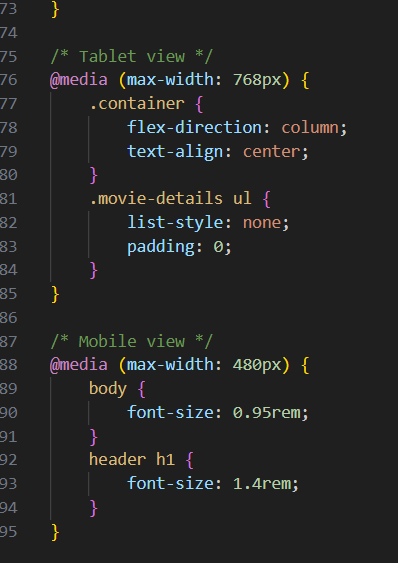 73 }
74
75 /* Tablet view */
76 @media (max-width: 768px) {
77     .container {
78         flex-direction: column;
79         text-align: center;
80     }
81     .movie-details ul {
82         list-style: none;
83         padding: 0;
84     }
85 }
86
87 /* Mobile view */
88 @media (max-width: 480px) {
89     body {
90         font-size: 0.95rem;
91     }
92     header h1 {
93         font-size: 1.4rem;
94     }
95 }